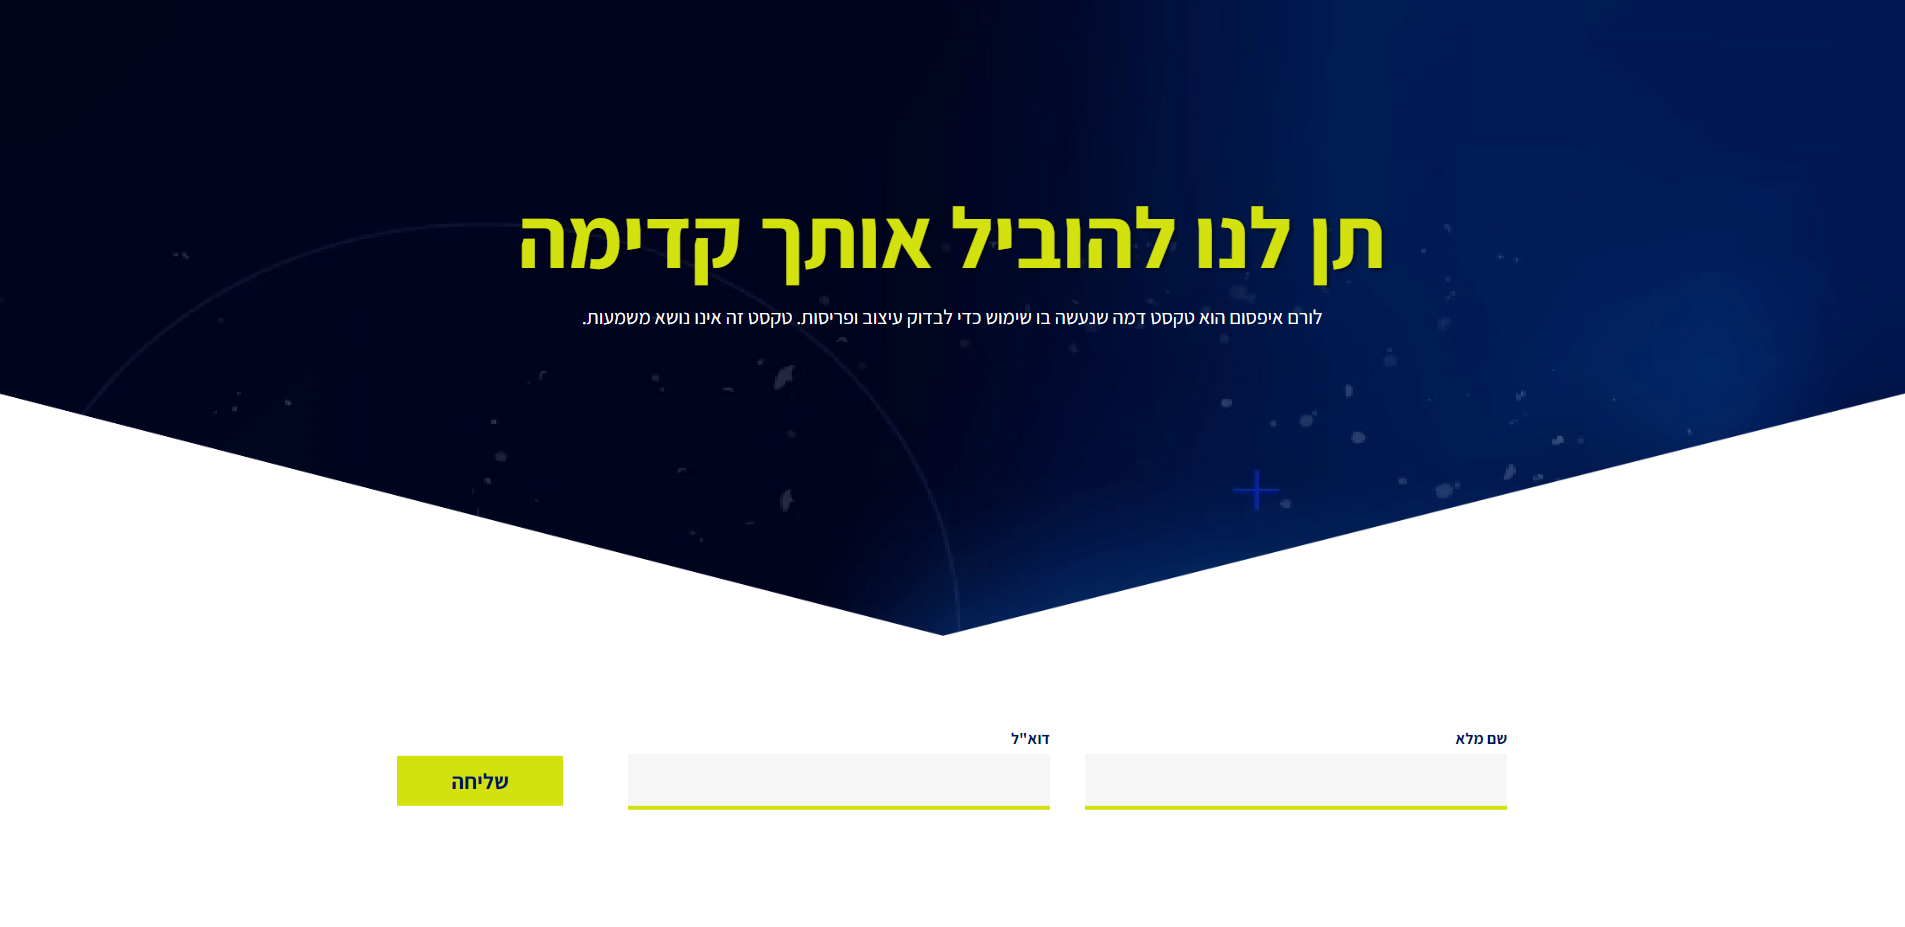 תן לנו להוביל אותך קדימה
לורם איפסום הוא טקסט דמה שנעשה בו שימוש כדי לבדוק עיצוב ופריסות. טקסט זה אינו נושא משמעות.
שם מלא
דוא"ל
שליחה